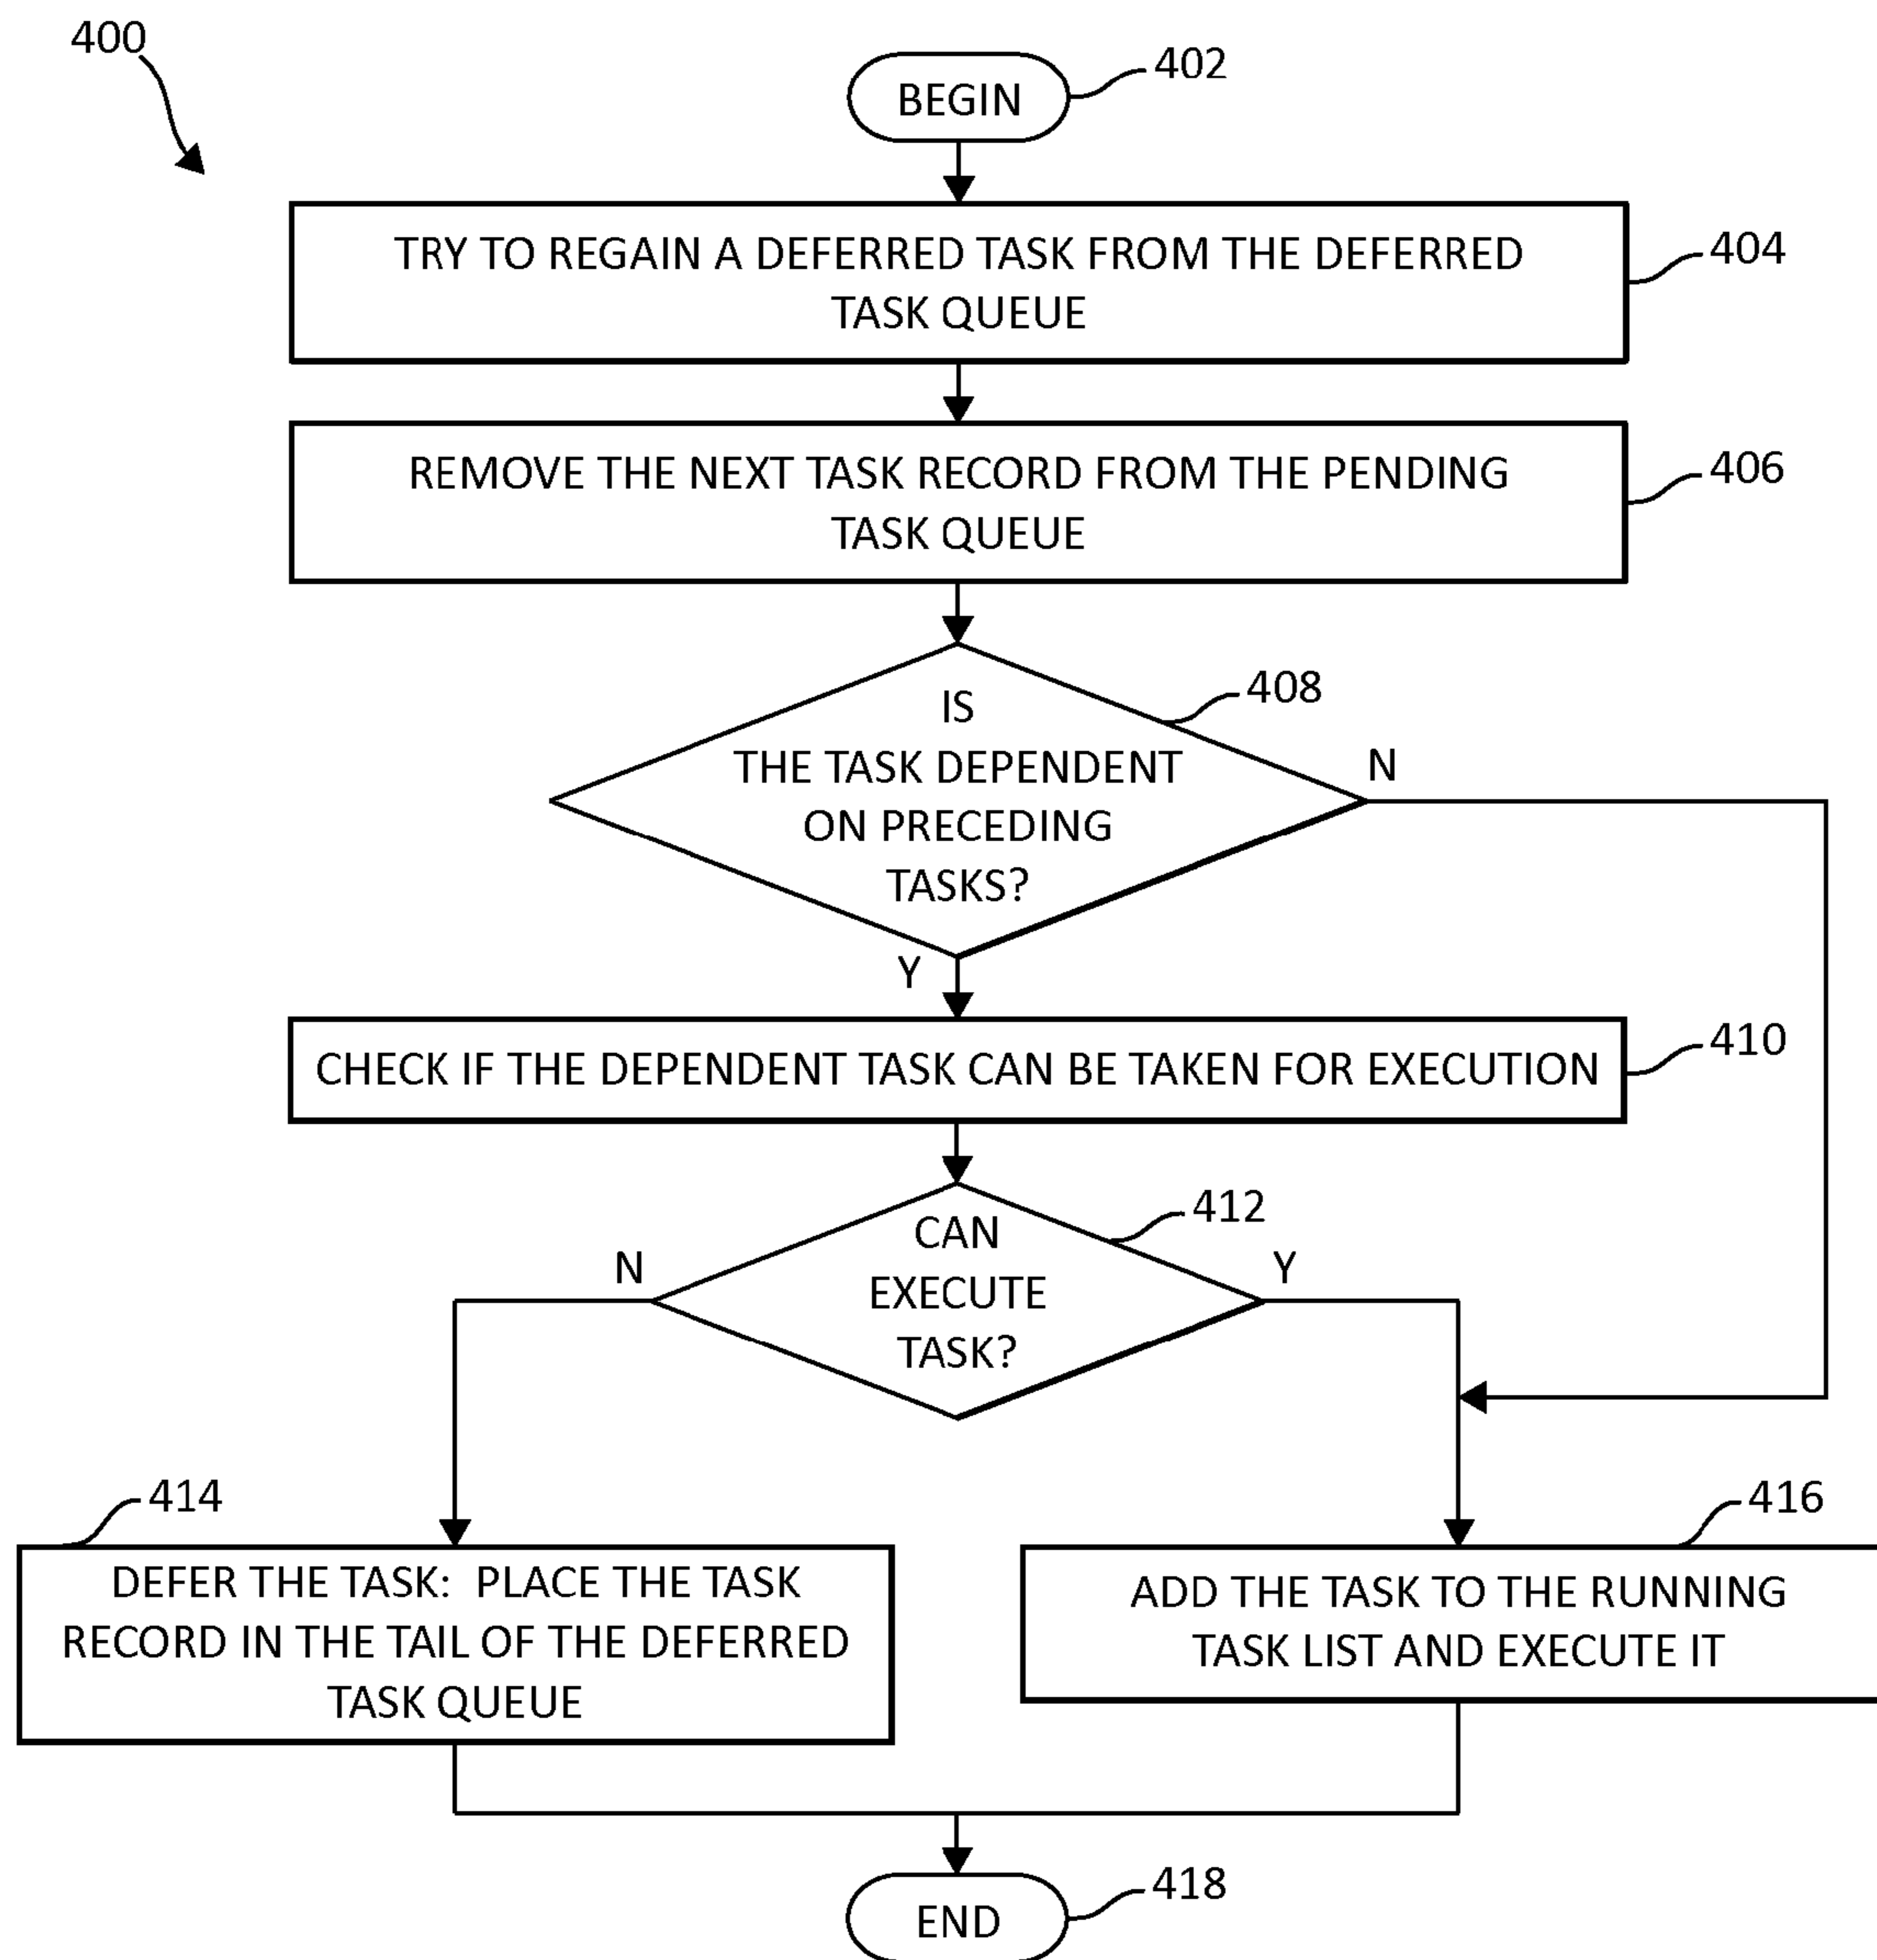 400
BEGIN
402
TRY TO REGAIN A DEFERRED TASK FROM THE DEFERRED
TASK QUEUE
404
REMOVE THE NEXT TASK RECORD FROM THE PENDING
TASK QUEUE
406
IS
THE TASK DEPENDENT
ON PRECEDING
TASKS?
408
N
Y
CHECK IF THE DEPENDENT TASK CAN BE TAKEN FOR EXECUTION
410
CAN
EXECUTE
TASK?
412
N
Y
414
DEFER THE TASK: PLACE THE TASK
RECORD IN THE TAIL OF THE DEFERRED
TASK QUEUE
416
ADD THE TASK TO THE RUNNING
TASK LIST AND EXECUTE IT
END
418